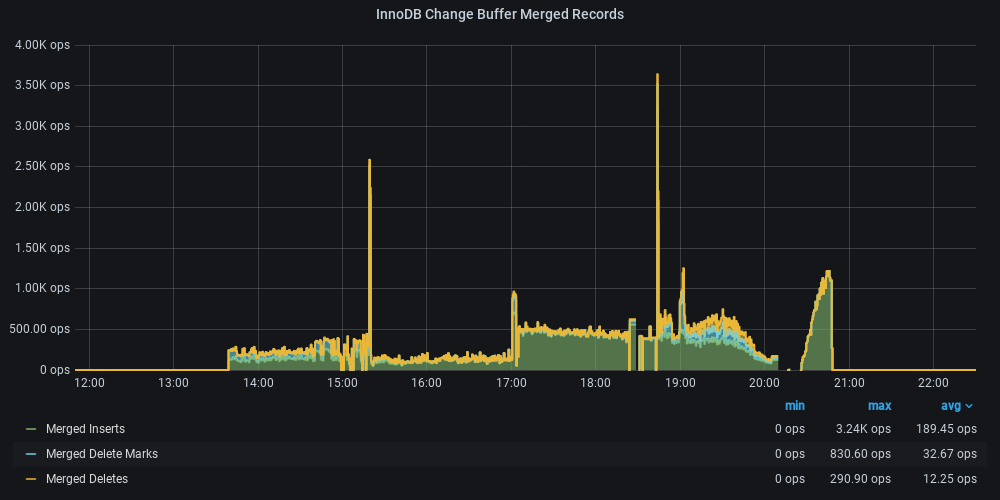 InnoDB Change Buffer Merged Records
4.00K ops
3.50K ops
3.00K ops
2.50K ops
2.00K ops
1.50K ops
1.00K ops
500.00 ops
0 ops
12:00 13:00 14:00 15:00 16:00 17:00 18:00 19:00 20:00 21:00 22:00
min max avg
Merged Inserts 0 ops 3.24K ops 189.45 ops
Merged Delete Marks 0 ops 830.60 ops 32.67 ops
Merged Deletes 0 ops 290.90 ops 12.25 ops